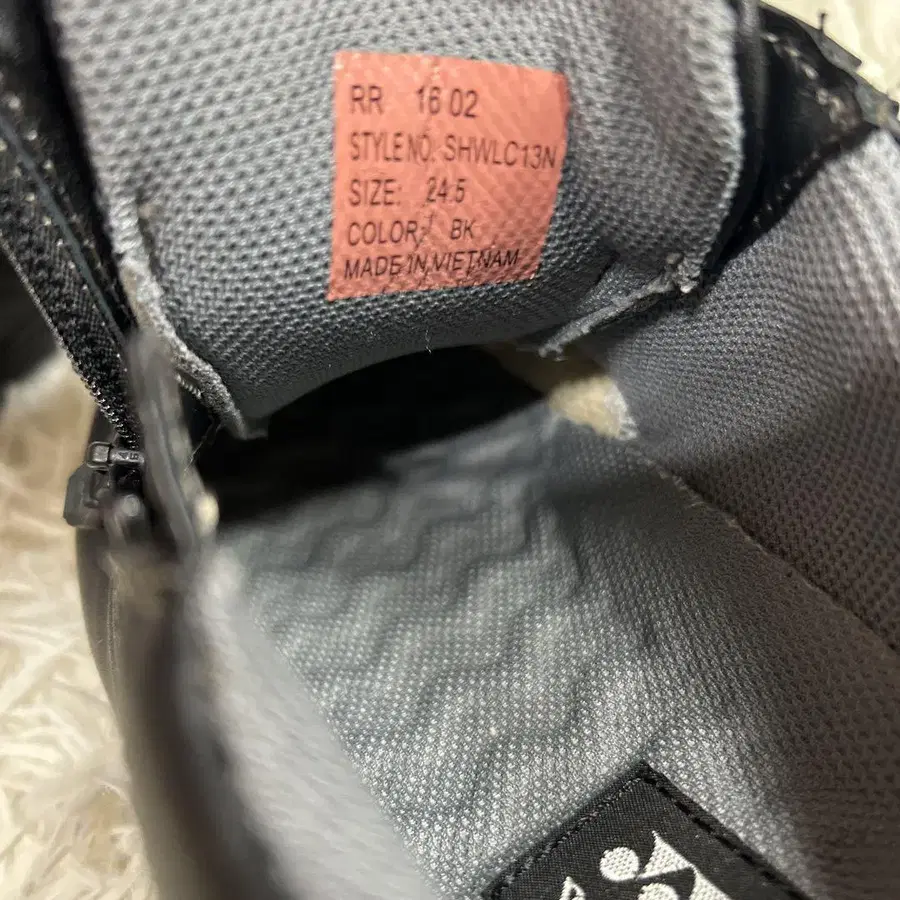 RR 16 02
STYLE NO. SHWLC13N
SIZE: 24.5
COLOR: BK
MADE IN VIETNAM